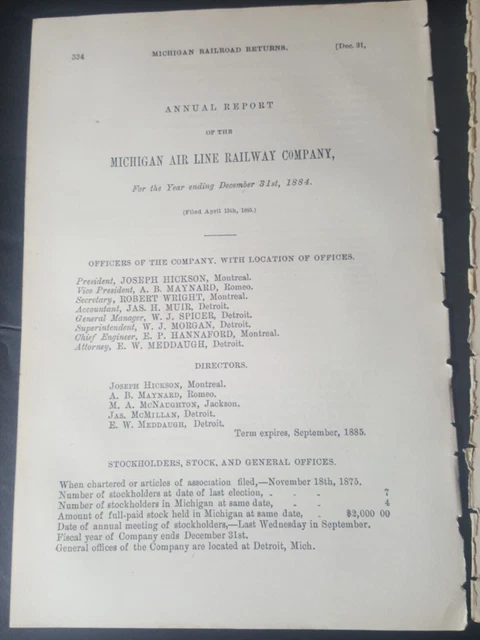 334 MICHIGAN RAILROAD RETURNS. [Dec. 31,
ANNUAL REPORT
OF THE
MICHIGAN AIR LINE RAILWAY COMPANY,
For the Year ending December 31st, 1884.
(Filed April 15th, 1885.)
OFFICERS OF THE COMPANY, WITH LOCATION OF OFFICES.
President, JOSEPH HICKSON, Montreal.
Vice President, A. B. MAYNARD, Romeo.
Secretary, ROBERT WRIGHT, Montreal.
Accountant, JAS. H. MUIR, Detroit.
General Manager, W. J. SPICER, Detroit.
Superintendent, W. J. MORGAN, Detroit.
Chief Engineer, E. P. HANNAFORD, Montreal.
Attorney, E. W. MEDDAUGH, Detroit.
DIRECTORS.
JOSEPH HICKSON, Montreal.
A. B. MAYNARD, Romeo.
M. A. MCNAUGHTON, Jackson.
JAS. MCMILLAN, Detroit.
E. W. MEDDAUGH, Detroit.
Term expires, September, 1885.
STOCKHOLDERS, STOCK, AND GENERAL OFFICES.
When chartered or articles of association filed,—November 18th, 1875.
Number of stockholders at date of last election, . . . 7
Number of stockholders in Michigan at same date, . . 4
Amount of full-paid stock held in Michigan at same date, . $2,000 00
Date of annual meeting of stockholders,—Last Wednesday in September.
Fiscal year of Company ends December 31st.
General offices of the Company are located at Detroit, Mich.